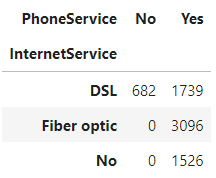 PhoneService No Yes
InternetService
DSL 682 1739
Fiber optic 0 3096
No 0 1526